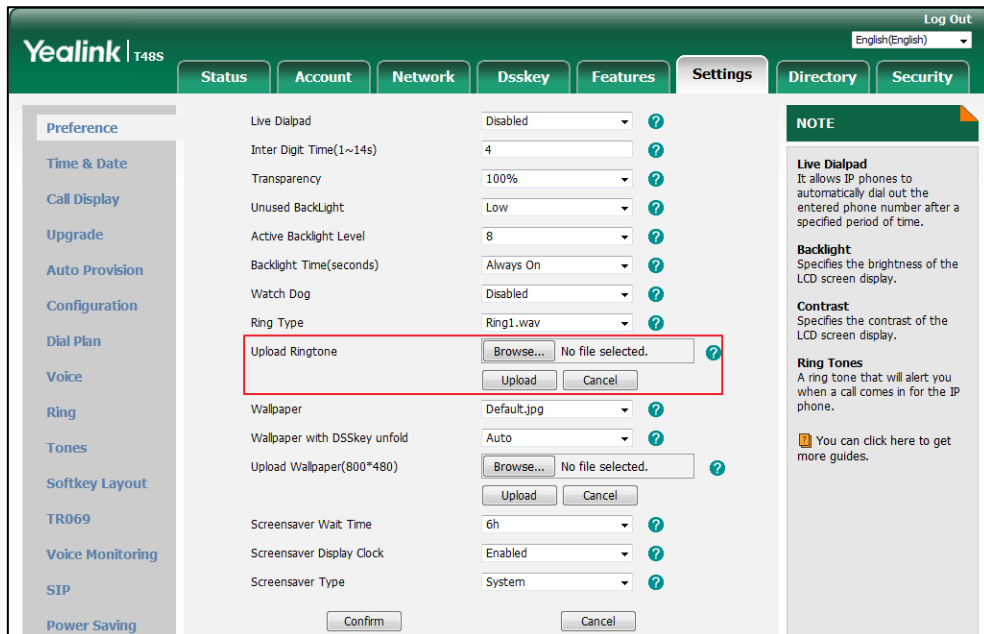 Log Out
Yealink T48S
English(English)
Status Account Network Dsskey Features Settings Directory Security
Preference
Time & Date
Call Display
Upgrade
Auto Provision
Configuration
Dial Plan
Voice
Ring
Tones
Softkey Layout
TR069
Voice Monitoring
SIP
Power Saving
Live Dialpad Disabled ?
Inter Digit Time(1~14s) 4 ?
Transparency 100% ?
Unused BackLight Low ?
Active Backlight Level 8 ?
Backlight Time(seconds) Always On ?
Watch Dog Disabled ?
Ring Type Ring1.wav ?
Upload Ringtone Browse... No file selected. ?
Upload Cancel
Wallpaper Default.jpg ?
Wallpaper with DSSkey unfold Auto ?
Upload Wallpaper(800*480) Browse... No file selected. ?
Upload Cancel
Screensaver Wait Time 6h ?
Screensaver Display Clock Enabled ?
Screensaver Type System ?
Confirm Cancel
NOTE
Live Dialpad
It allows IP phones to
automatically dial out the
entered phone number after a
specified period of time.
Backlight
Specifies the brightness of the
LCD screen display.
Contrast
Specifies the contrast of the
LCD screen display.
Ring Tones
A ring tone that will alert you
when a call comes in for the IP
phone.
? You can click here to get
more guides.